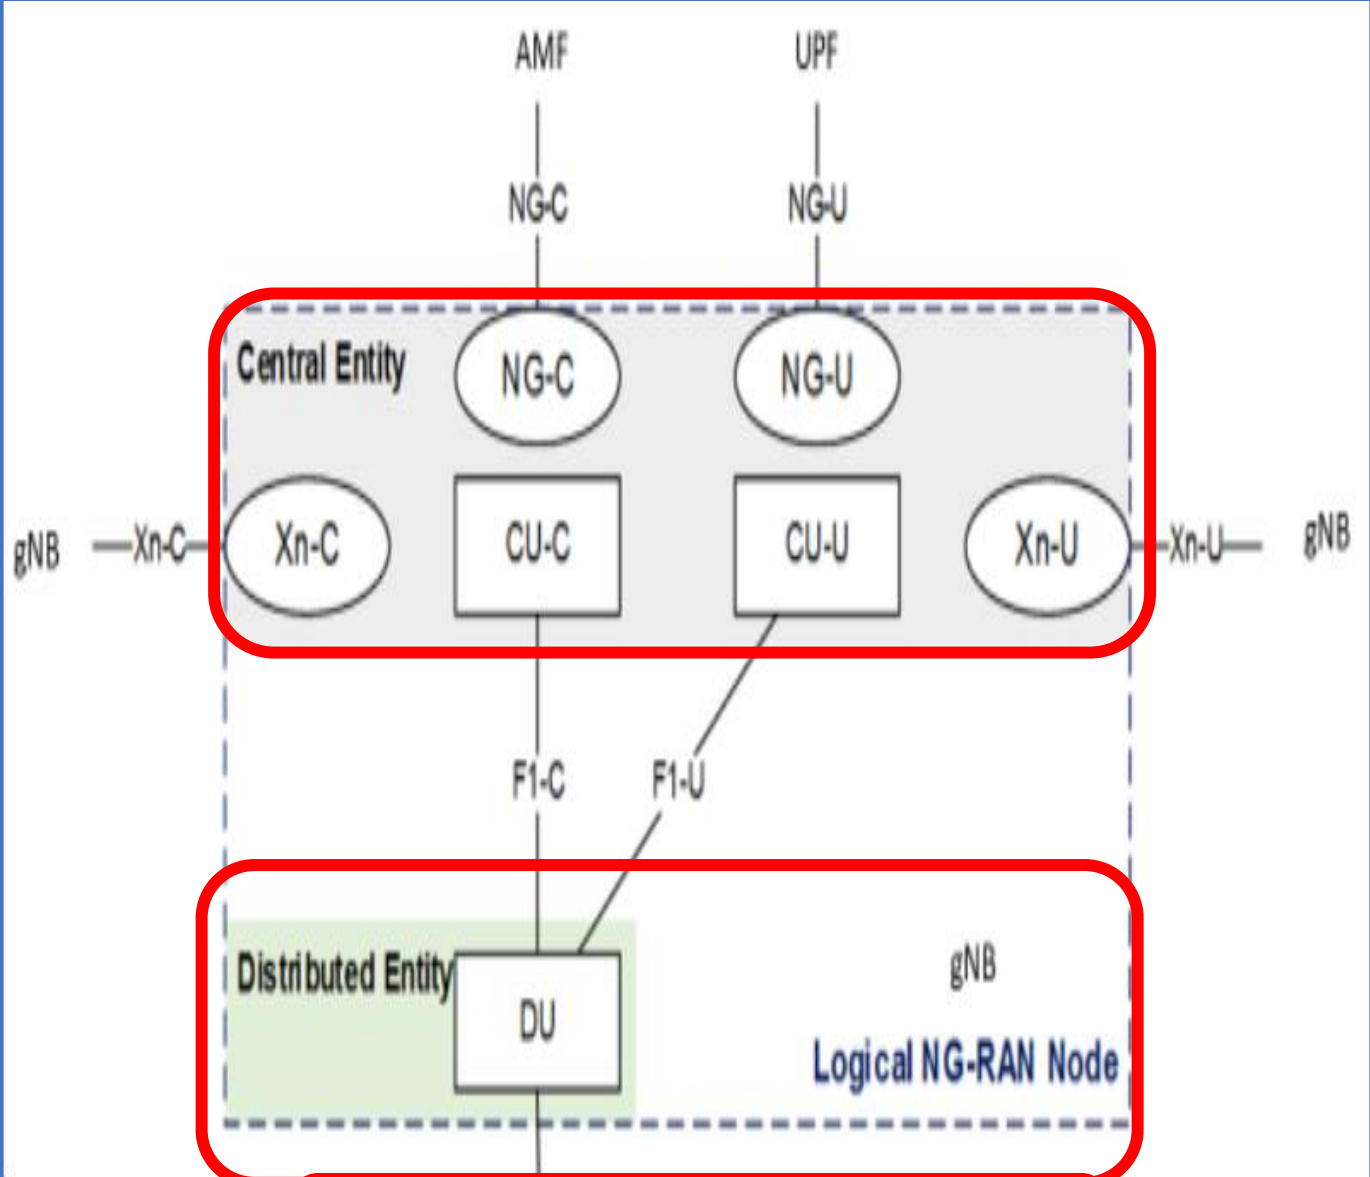 AMF
UPF
NG-C
NG-U
Central Entity
NG-C
NG-U
gNB
Xn-C
Xn-C
CU-C
CU-U
Xn-U
Xn-U
gNB
F1-C
F1-U
Distributed Entity
DU
gNB
Logical NG-RAN Node